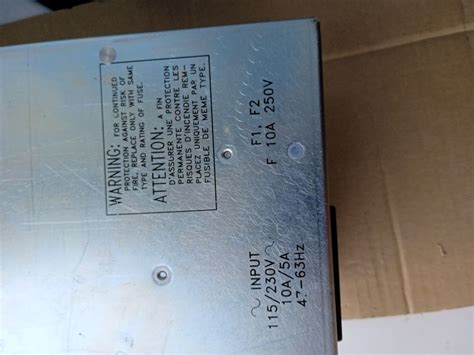 WARNING: FOR CONTINUED
PROTECTION AGAINST RISK OF
FIRE, REPLACE ONLY WITH SAME
TYPE AND RATING OF FUSE.
ATTENTION: A FIN
D'ASSURER UNE PROTECTION
PERMANENTE CONTRE LES
RISQUES D'INCENDIE REM-
PLACEZ UNIQUEMENT PAR UN
FUSIBLE DE MEME TYPE.
F1, F2
F 10A 250V
~ INPUT
115/230V~
10A/5A
47-63Hz